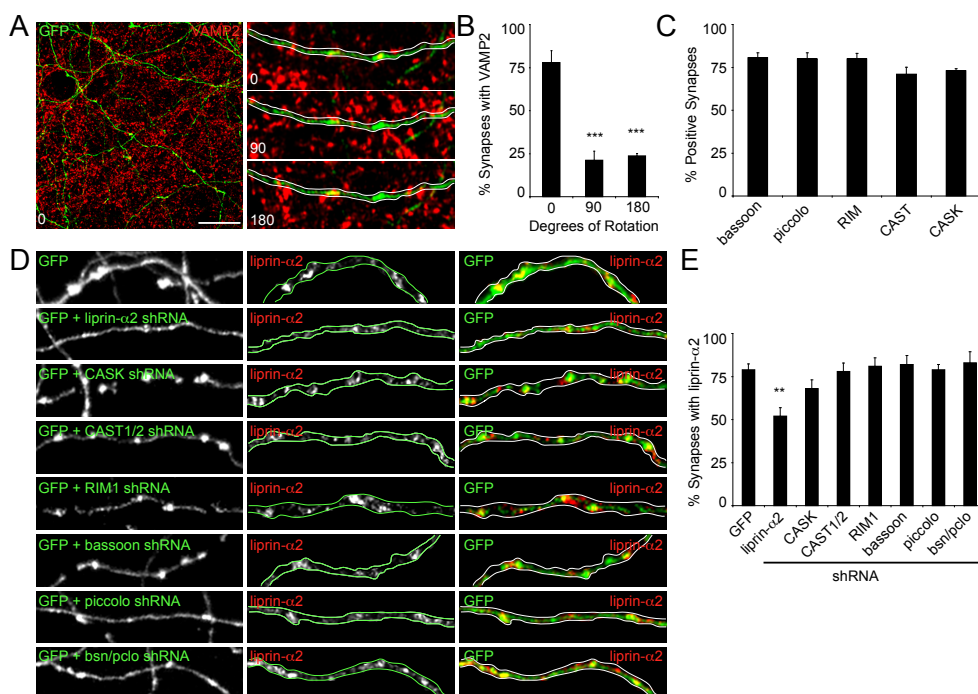 A
GFP
VAMP2
0
0
90
180
B
% Synapses with VAMP2
100
75
50
25
0
***
***
0 90 180
Degrees of Rotation
C
% Positive Synapses
100
75
50
25
0
bassoon
piccolo
RIM
CAST
CASK
D
GFP
liprin-α2
GFP
liprin-α2
GFP + liprin-α2 shRNA
liprin-α2
GFP
liprin-α2
GFP + CASK shRNA
liprin-α2
GFP
liprin-α2
GFP + CAST1/2 shRNA
liprin-α2
GFP
liprin-α2
GFP + RIM1 shRNA
liprin-α2
GFP
liprin-α2
GFP + bassoon shRNA
liprin-α2
GFP
liprin-α2
GFP + piccolo shRNA
liprin-α2
GFP
liprin-α2
GFP + bsn/pclo shRNA
liprin-α2
GFP
liprin-α2
E
% Synapses with liprin-α2
100
75
50
25
0
**
GFP
liprin-α2
CASK
CAST1/2
RIM1
bassoon
piccolo
bsn/pclo
shRNA